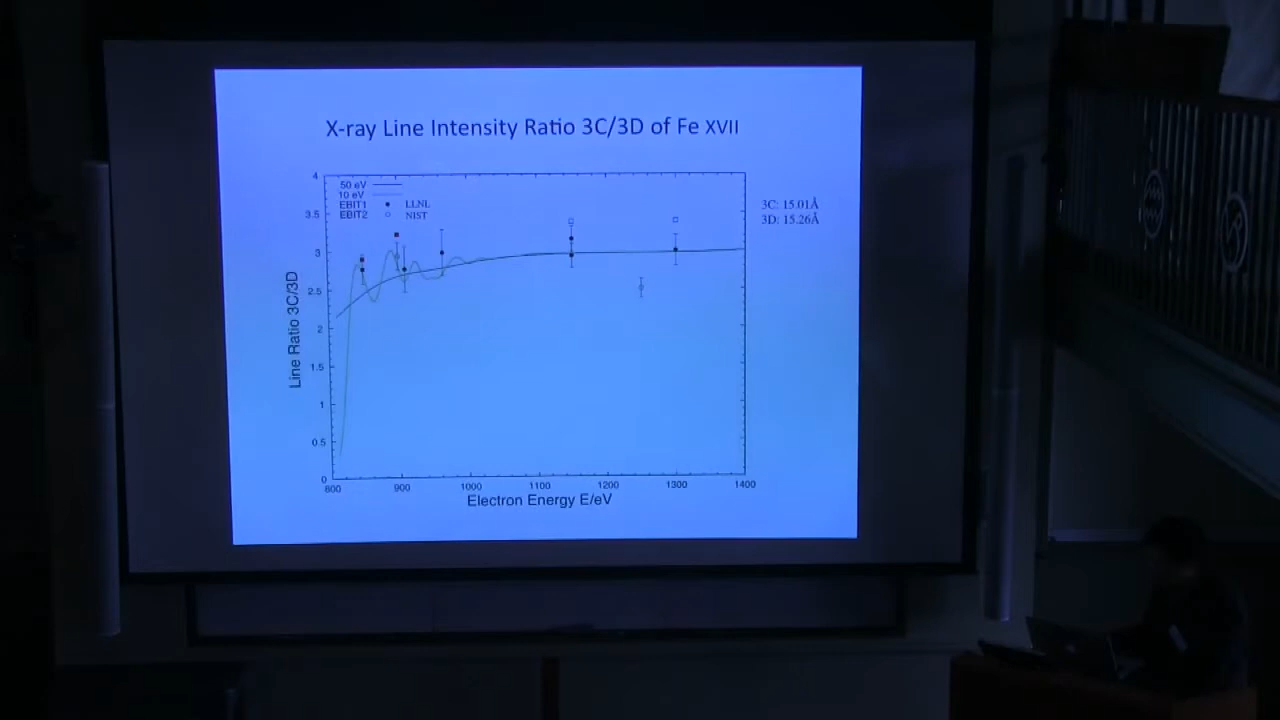 X-ray Line Intensity Ratio 3C/3D of Fe XVII
4
50 eV
10 eV
EBIT1 LLNL
EBIT2 NIST
3.5
3
2.5
2
1.5
1
0.5
0
Line Ratio 3C/3D
3C: 15.01Å
3D: 15.26Å
800 900 1000 1100 1200 1300 1400
Electron Energy E/eV